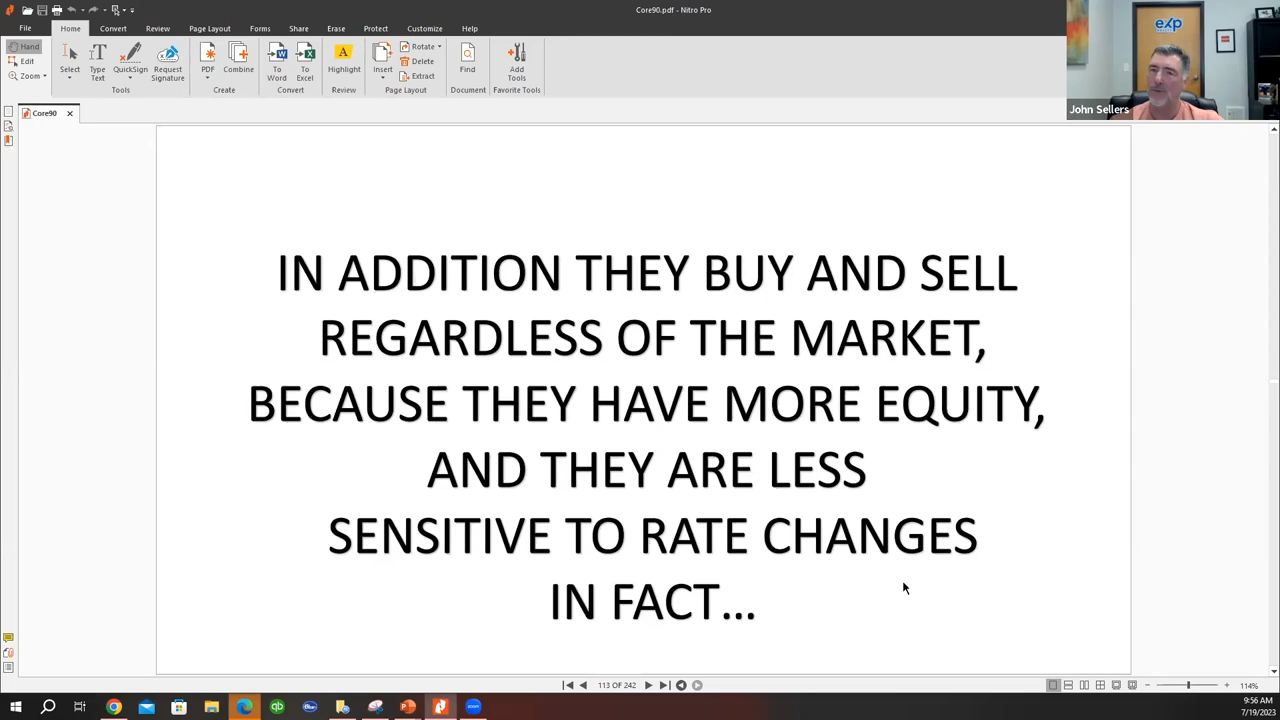 Core90.pdf - Nitro Pro
File Home Convert Review Page Layout Forms Share Erase Protect Customize Help
Hand
Edit
Zoom
Select
Type Text
QuickSign
Request Signature
Tools
PDF
Combine
Create
To Word
To Excel
Convert
Highlight
Review
Insert
Rotate
Delete
Extract
Page Layout
Find
Document
Add Tools
Favorite Tools
exp
John Sellers
Core90
IN ADDITION THEY BUY AND SELL
REGARDLESS OF THE MARKET,
BECAUSE THEY HAVE MORE EQUITY,
AND THEY ARE LESS
SENSITIVE TO RATE CHANGES
IN FACT...
113 OF 242
114%
9:56 AM
7/19/2023